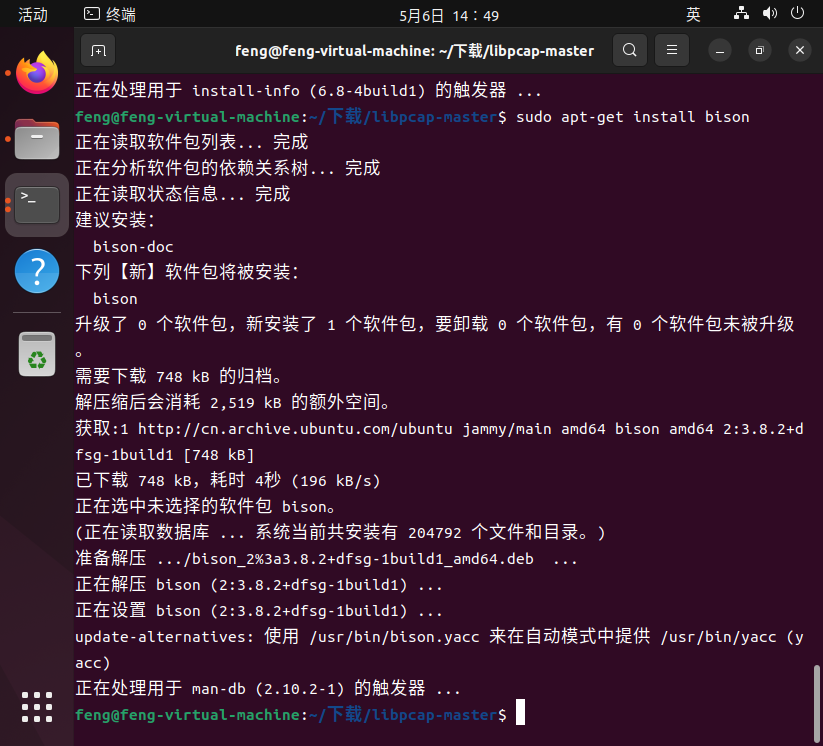 活动 终端 5月6日 14：49 英
feng@feng-virtual-machine: ~/下载/libpcap-master
正在处理用于 install-info (6.8-4build1) 的触发器 ...
feng@feng-virtual-machine:~/下载/libpcap-master$ sudo apt-get install bison
正在读取软件包列表... 完成
正在分析软件包的依赖关系树... 完成
正在读取状态信息... 完成
建议安装：
bison-doc
下列【新】软件包将被安装：
bison
升级了 0 个软件包，新安装了 1 个软件包，要卸载 0 个软件包，有 0 个软件包未被升级
。
需要下载 748 kB 的归档。
解压缩后会消耗 2,519 kB 的额外空间。
获取:1 http://cn.archive.ubuntu.com/ubuntu jammy/main amd64 bison amd64 2:3.8.2+d
fsg-1build1 [748 kB]
已下载 748 kB，耗时 4秒 (196 kB/s)
正在选中未选择的软件包 bison。
(正在读取数据库 ... 系统当前共安装有 204792 个文件和目录。)
准备解压 .../bison_2%3a3.8.2+dfsg-1build1_amd64.deb  ...
正在解压 bison (2:3.8.2+dfsg-1build1) ...
正在设置 bison (2:3.8.2+dfsg-1build1) ...
update-alternatives: 使用 /usr/bin/bison.yacc 来在自动模式中提供 /usr/bin/yacc (y
acc)
正在处理用于 man-db (2.10.2-1) 的触发器 ...
feng@feng-virtual-machine:~/下载/libpcap-master$